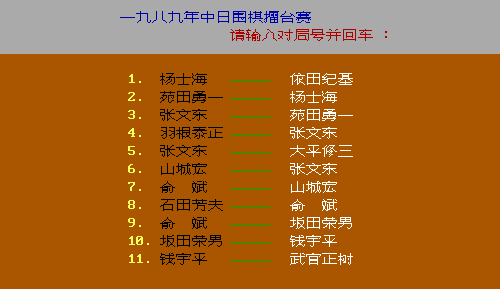 一九八九年中日围棋擂台赛
请输入对局号并回车 :
1. 杨士海 —— 依田纪基
2. 苑田勇一 —— 杨士海
3. 张文东 —— 苑田勇一
4. 羽根泰正 —— 张文东
5. 张文东 —— 大平修三
6. 山城宏 —— 张文东
7. 俞 斌 —— 山城宏
8. 石田芳夫 —— 俞 斌
9. 俞 斌 —— 坂田荣男
10. 坂田荣男 —— 钱宇平
11. 钱宇平 —— 武宫正树